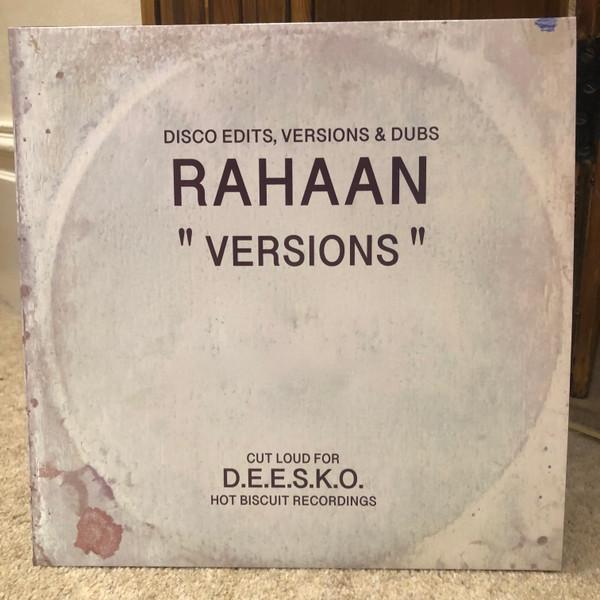 DISCO EDITS, VERSIONS & DUBS
RAHAAN
" VERSIONS "
CUT LOUD FOR
D.E.E.S.K.O.
HOT BISCUIT RECORDINGS